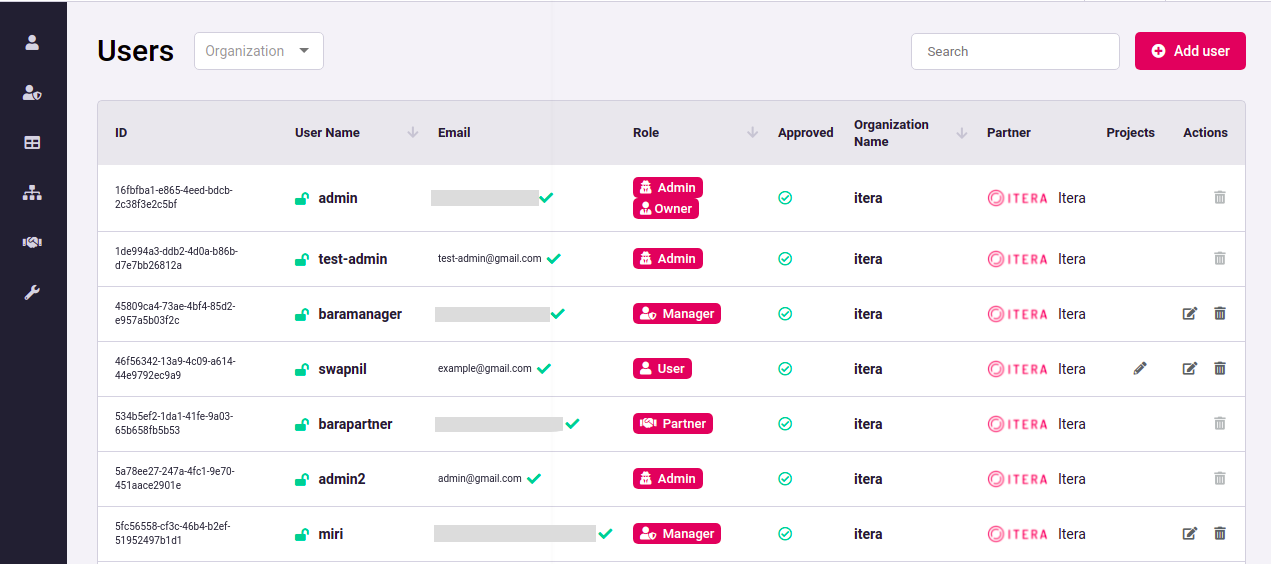 Users
Organization
Search
Add user
ID
User Name
Email
Role
Approved
Organization
Name
Partner
Projects
Actions
16fbfba1-e865-4eed-bdcb-
2c38f3e2c5bf
admin
Admin
Owner
itera
ITERA
Itera
1de994a3-ddb2-4d0a-b86b-
d7e7bb26812a
test-admin
test-admin@gmail.com
Admin
itera
ITERA
Itera
45809ca4-73ae-4bf4-85d2-
e957a5b03f2c
baramanager
Manager
itera
ITERA
Itera
46f56342-13a9-4c09-a614-
44e9792ec9a9
swapnil
example@gmail.com
User
itera
ITERA
Itera
534b5ef2-1da1-41fe-9a03-
65b658fb5b53
barapartner
Partner
itera
ITERA
Itera
5a78ee27-247a-4fc1-9e70-
451aace2901e
admin2
admin@gmail.com
Admin
itera
ITERA
Itera
5fc56558-cf3c-46b4-b2ef-
51952497b1d1
miri
Manager
itera
ITERA
Itera